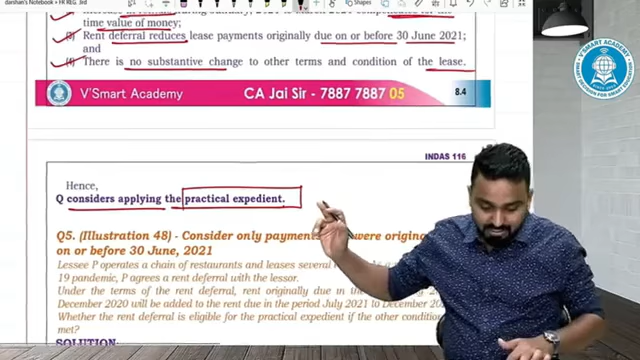 darshan's Notebook » FR REG. 3rd
Shapes
time value of money;
(3) Rent deferral reduces lease payments originally due on or before 30 June 2021;
and
(4) There is no substantive change to other terms and condition of the lease.
V'Smart Academy CA Jai Sir - 7887 7887 05 8.4
INDAS 116
Hence,
Q considers applying the practical expedient.
Q5. (Illustration 48) - Consider only payments
on or before 30 June, 2021
Lessee P operates a chain of restaurants and leases several
19 pandemic, P agrees a rent deferral with the lessor.
Under the terms of the rent deferral, rent originally due in the
December 2020 will be added to the rent due in the period July 2021 to December
Whether the rent deferral is eligible for the practical expedient if the other condition
met?
SOLUTION:
V'SMART ACADEMY